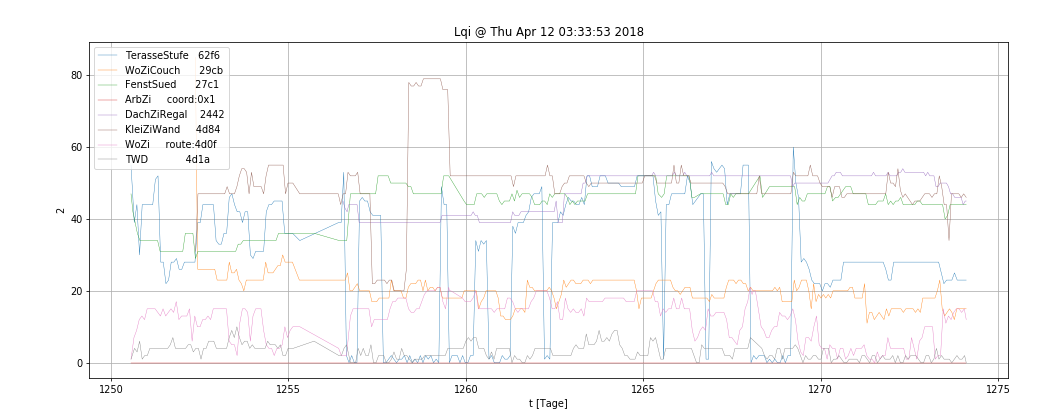 Lqi @ Thu Apr 12 03:33:53 2018
TerasseStufe 62f6
WoZiCouch 29cb
FenstSued 27c1
ArbZi coord:0x1
DachZiRegal 2442
KleiZiWand 4d84
WoZi route:4d0f
TWD 4d1a
80
60
40
20
0
2
1250 1255 1260 1265 1270 1275
t [Tage]